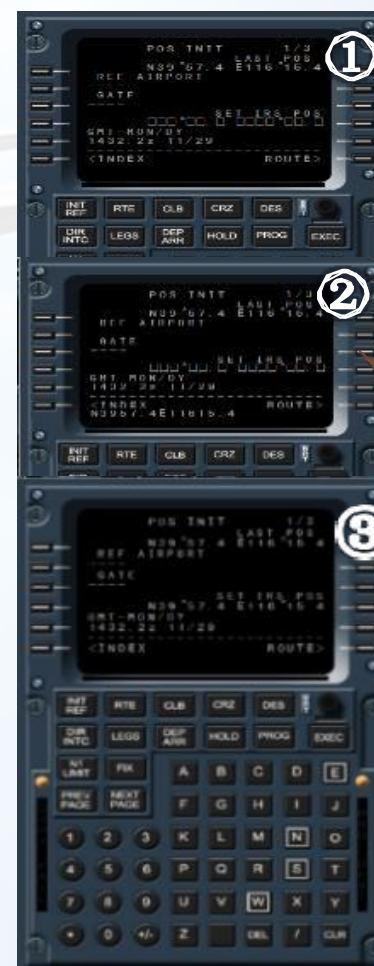 ①
POS INIT 1/3
LAST POS
N39°57.4 E116°16.4
REF AIRPORT
GATE
----
SET IRS POS
□□□°□□.□ □□□□°□□.□
GMT-MON/DY
1432.2z 11/29
<INDEX ROUTE>
INIT REF RTE CLB CRZ DES
DIR INTC LEGS DEP ARR HOLD PROG EXEC
②
POS INIT 1/3
LAST POS
N39°57.4 E116°16.4
REF AIRPORT
GATE
----
SET IRS POS
□□□°□□.□ □□□□°□□.□
GMT-MON/DY
1432.2z 11/29
<INDEX ROUTE>
N3957.4E11616.4
INIT REF RTE CLB CRZ DES
③
POS INIT 1/3
LAST POS
N39°57.4 E116°16.4
REF AIRPORT
GATE
----
SET IRS POS
N39°57.4 E116°16.4
GMT-MON/DY
1432.2z 11/29
<INDEX ROUTE>
INIT REF RTE CLB CRZ DES
DIR INTC LEGS DEP ARR HOLD PROG EXEC
N1 LIMIT FIX A B C D E
PREV PAGE NEXT PAGE F G H I J
1 2 3 K L M N O
4 5 6 P Q R S T
7 8 9 U V W X Y
0 +/- Z DEL / CLR